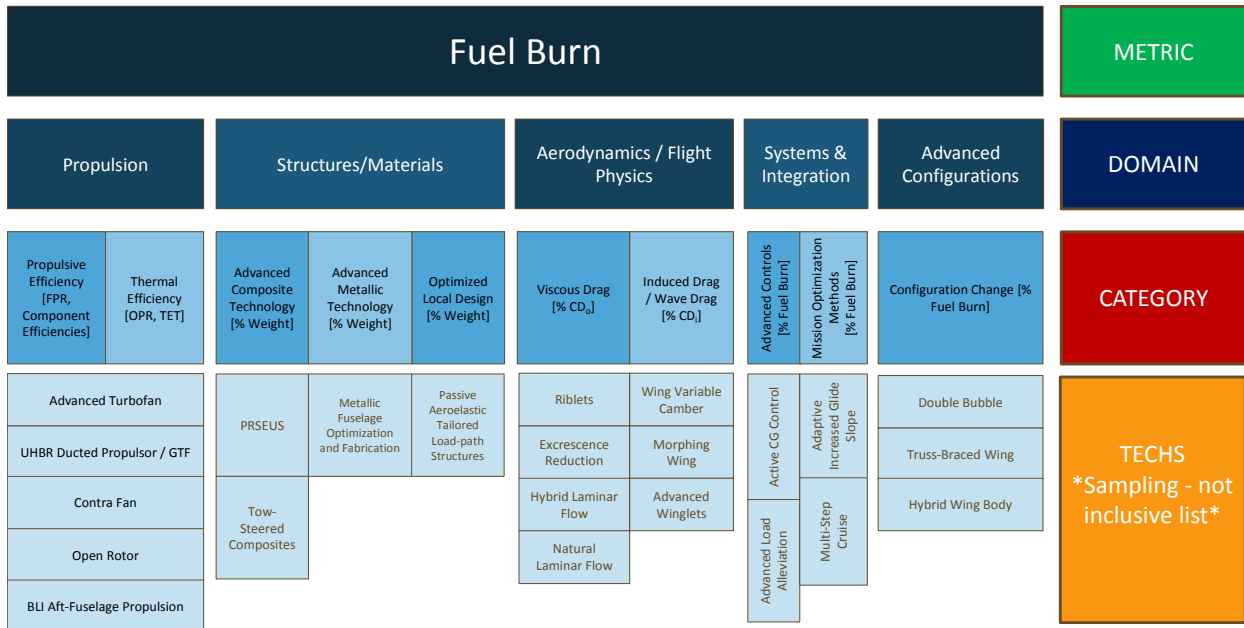 Fuel Burn
METRIC
Propulsion
Structures/Materials
Aerodynamics / Flight
Physics
Systems &
Integration
Advanced
Configurations
DOMAIN
Propulsive
Efficiency
[FPR,
Component
Efficiencies]
Thermal
Efficiency
[OPR, TET]
Advanced
Composite
Technology
[% Weight]
Advanced
Metallic
Technology
[% Weight]
Optimized
Local Design
[% Weight]
Viscous Drag
[% CDₒ]
Induced Drag
/ Wave Drag
[% CDᵢ]
Advanced Controls
[% Fuel Burn]
Mission Optimization
Methods
[% Fuel Burn]
Configuration Change [%
Fuel Burn]
CATEGORY
Advanced Turbofan
UHBR Ducted Propulsor / GTF
Contra Fan
Open Rotor
BLI Aft-Fuselage Propulsion
PRSEUS
Tow-
Steered
Composites
Metallic
Fuselage
Optimization
and Fabrication
Passive
Aeroelastic
Tailored
Load-path
Structures
Riblets
Excrescence
Reduction
Hybrid Laminar
Flow
Natural
Laminar Flow
Wing Variable
Camber
Morphing
Wing
Advanced
Winglets
Active CG Control
Advanced Load
Alleviation
Adaptive
Increased Glide
Slope
Multi-Step
Cruise
Double Bubble
Truss-Braced Wing
Hybrid Wing Body
TECHS
*Sampling - not
inclusive list*